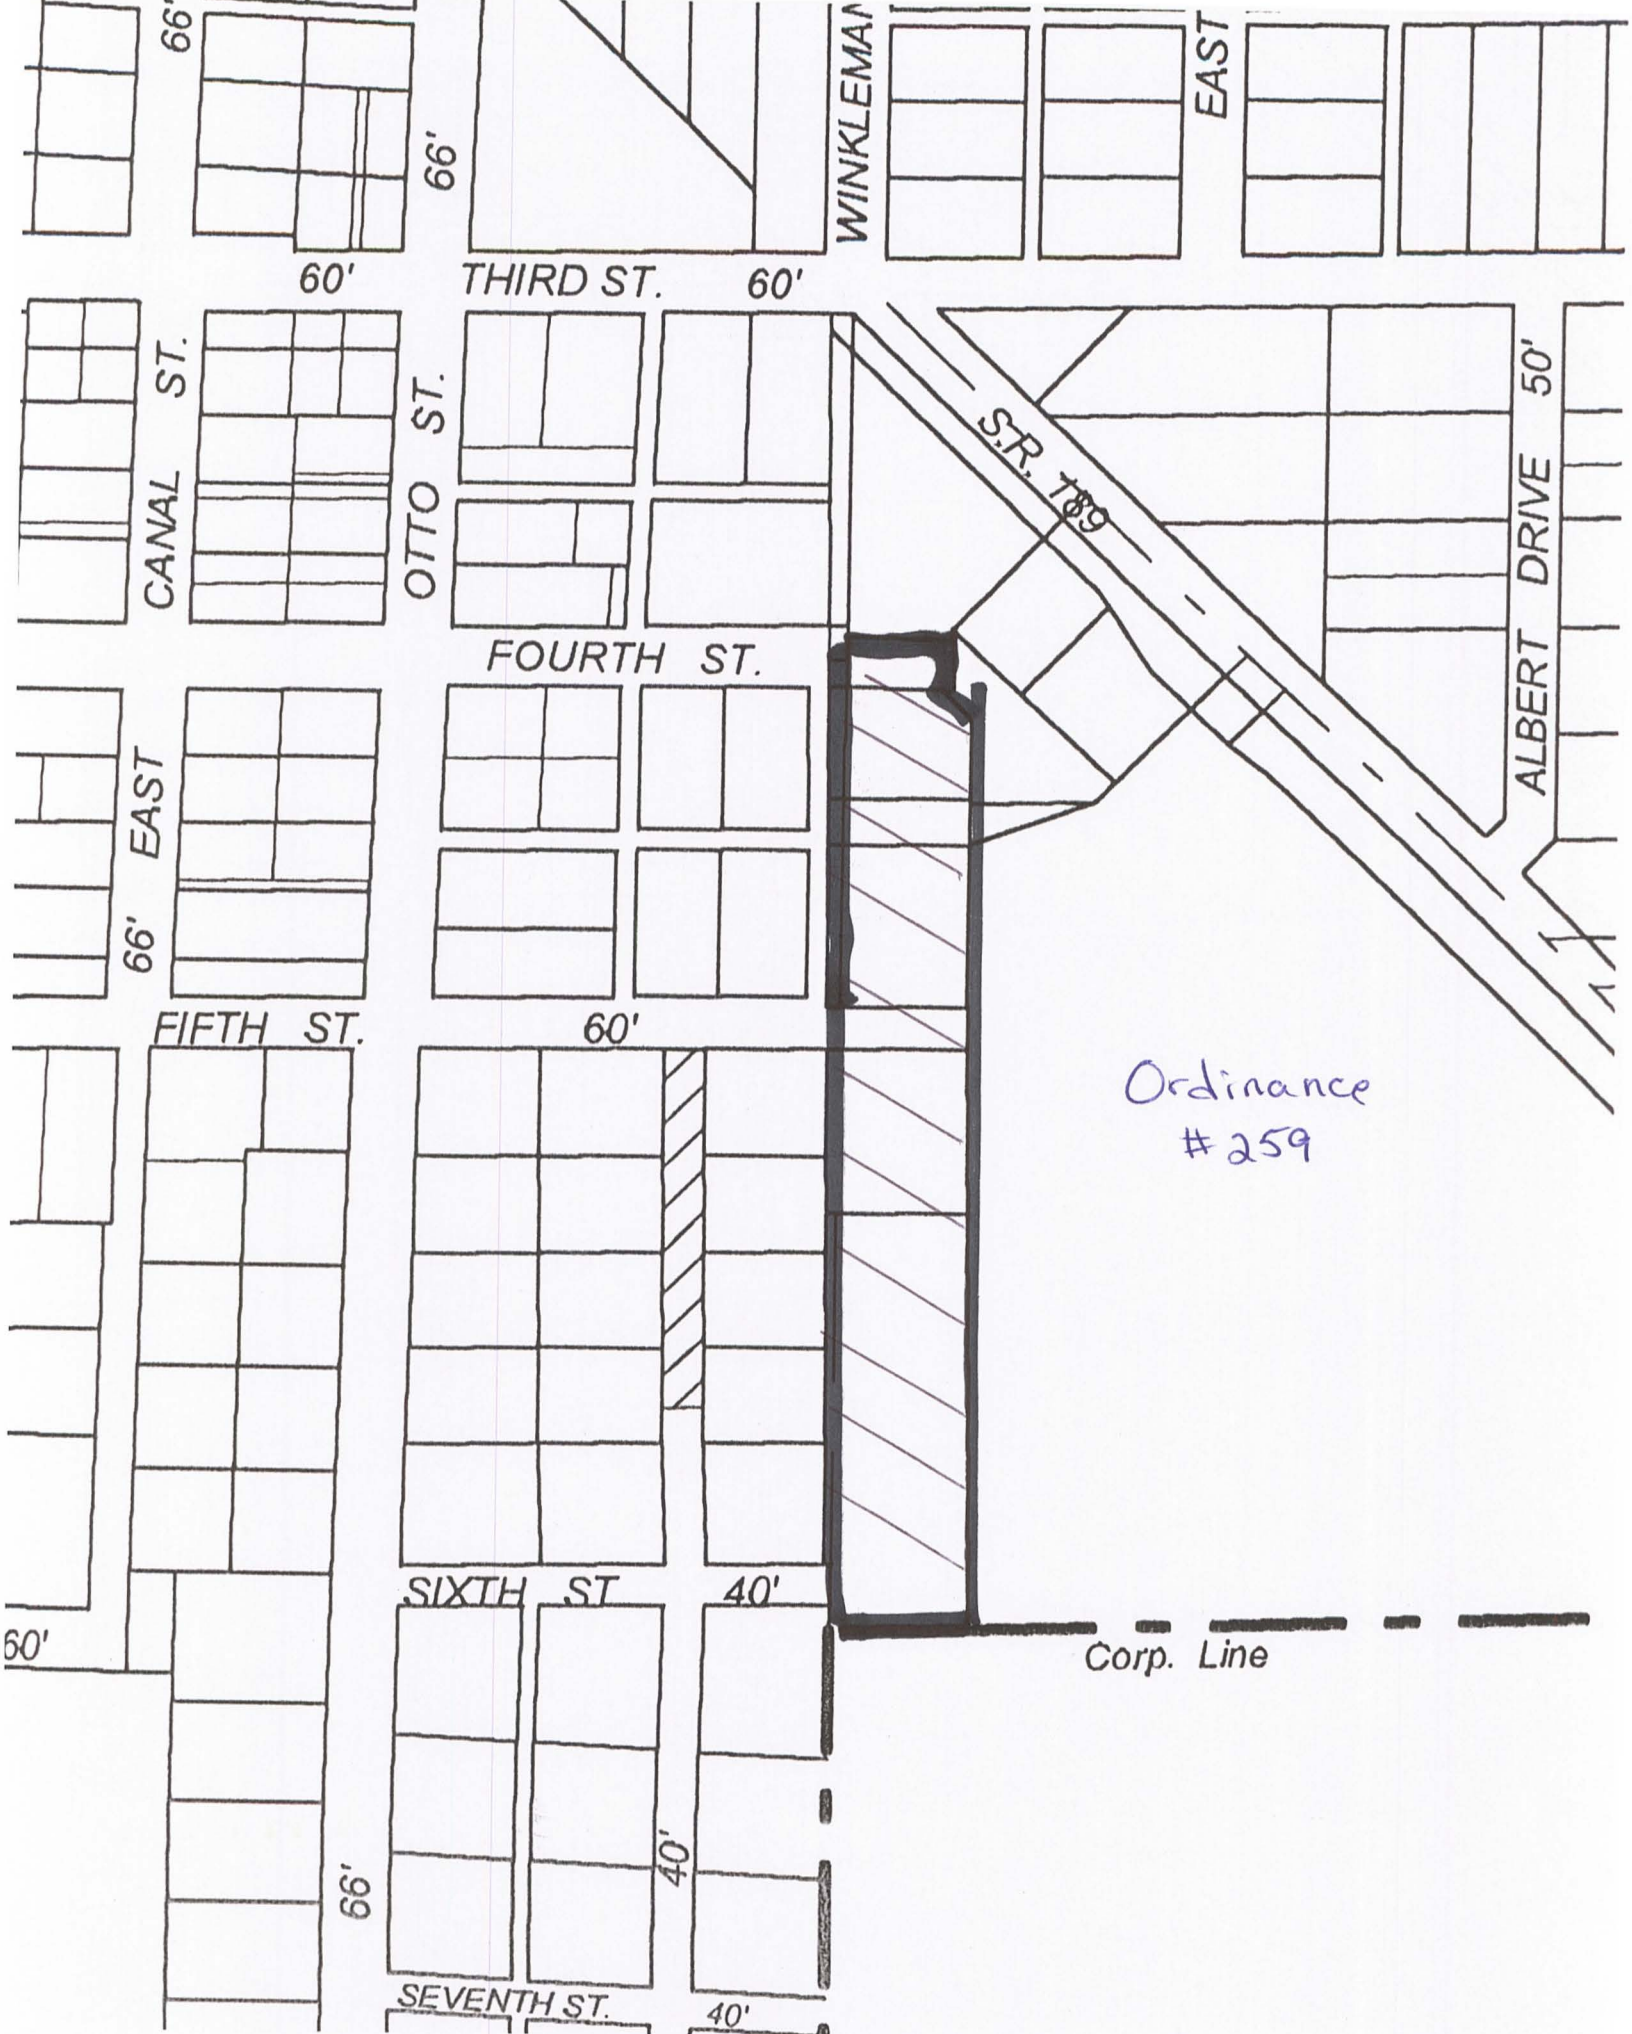 66'
WINKLEMAN
EAST
66'
60'
THIRD ST.
60'
CANAL ST.
OTTO ST.
S.R. 189
ALBERT DRIVE 50'
FOURTH ST.
66' EAST
FIFTH ST.
60'
Ordinance
# 259
SIXTH ST
40'
60'
Corp. Line
66'
40'
SEVENTH ST.
40'